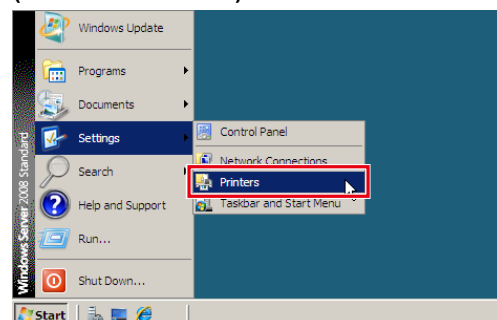 Windows Update
Programs
Documents
Settings
Control Panel
Network Connections
Search
Printers
Help and Support
Taskbar and Start Menu
Run...
Shut Down...
Windows Server 2008 Standard
Start